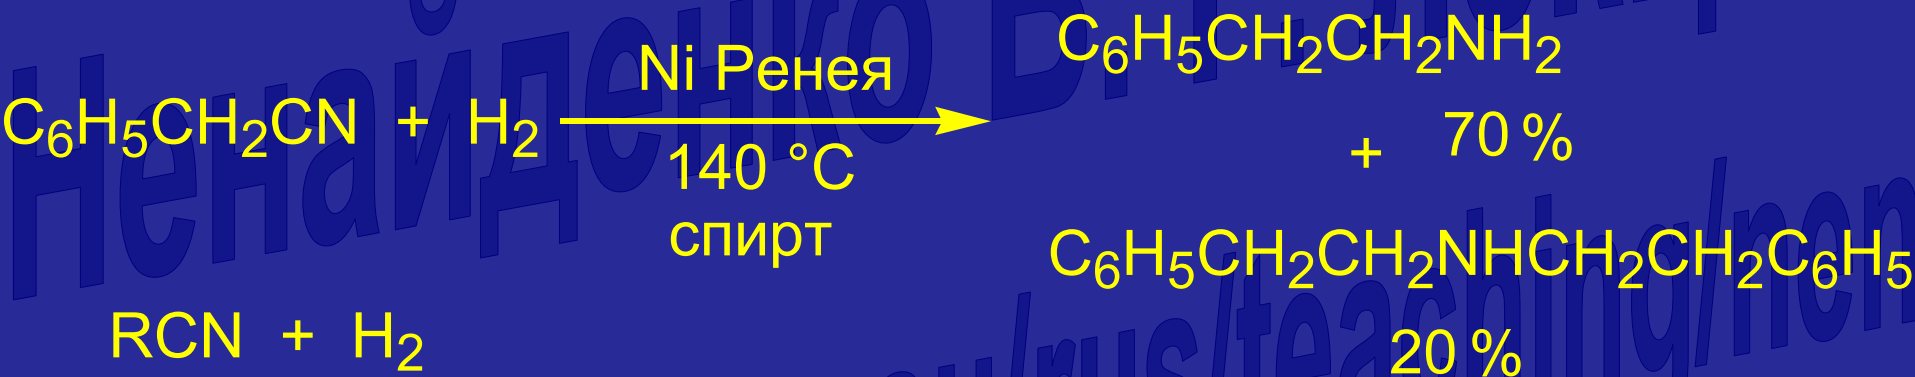 C₆H₅CH₂CN + H₂
Ni Ренея
140 °C
спирт
C₆H₅CH₂CH₂NH₂
+ 70 %
C₆H₅CH₂CH₂NHCH₂CH₂C₆H₅
20 %
RCN + H₂
Ненайденко В.
/rus/teaching/nen